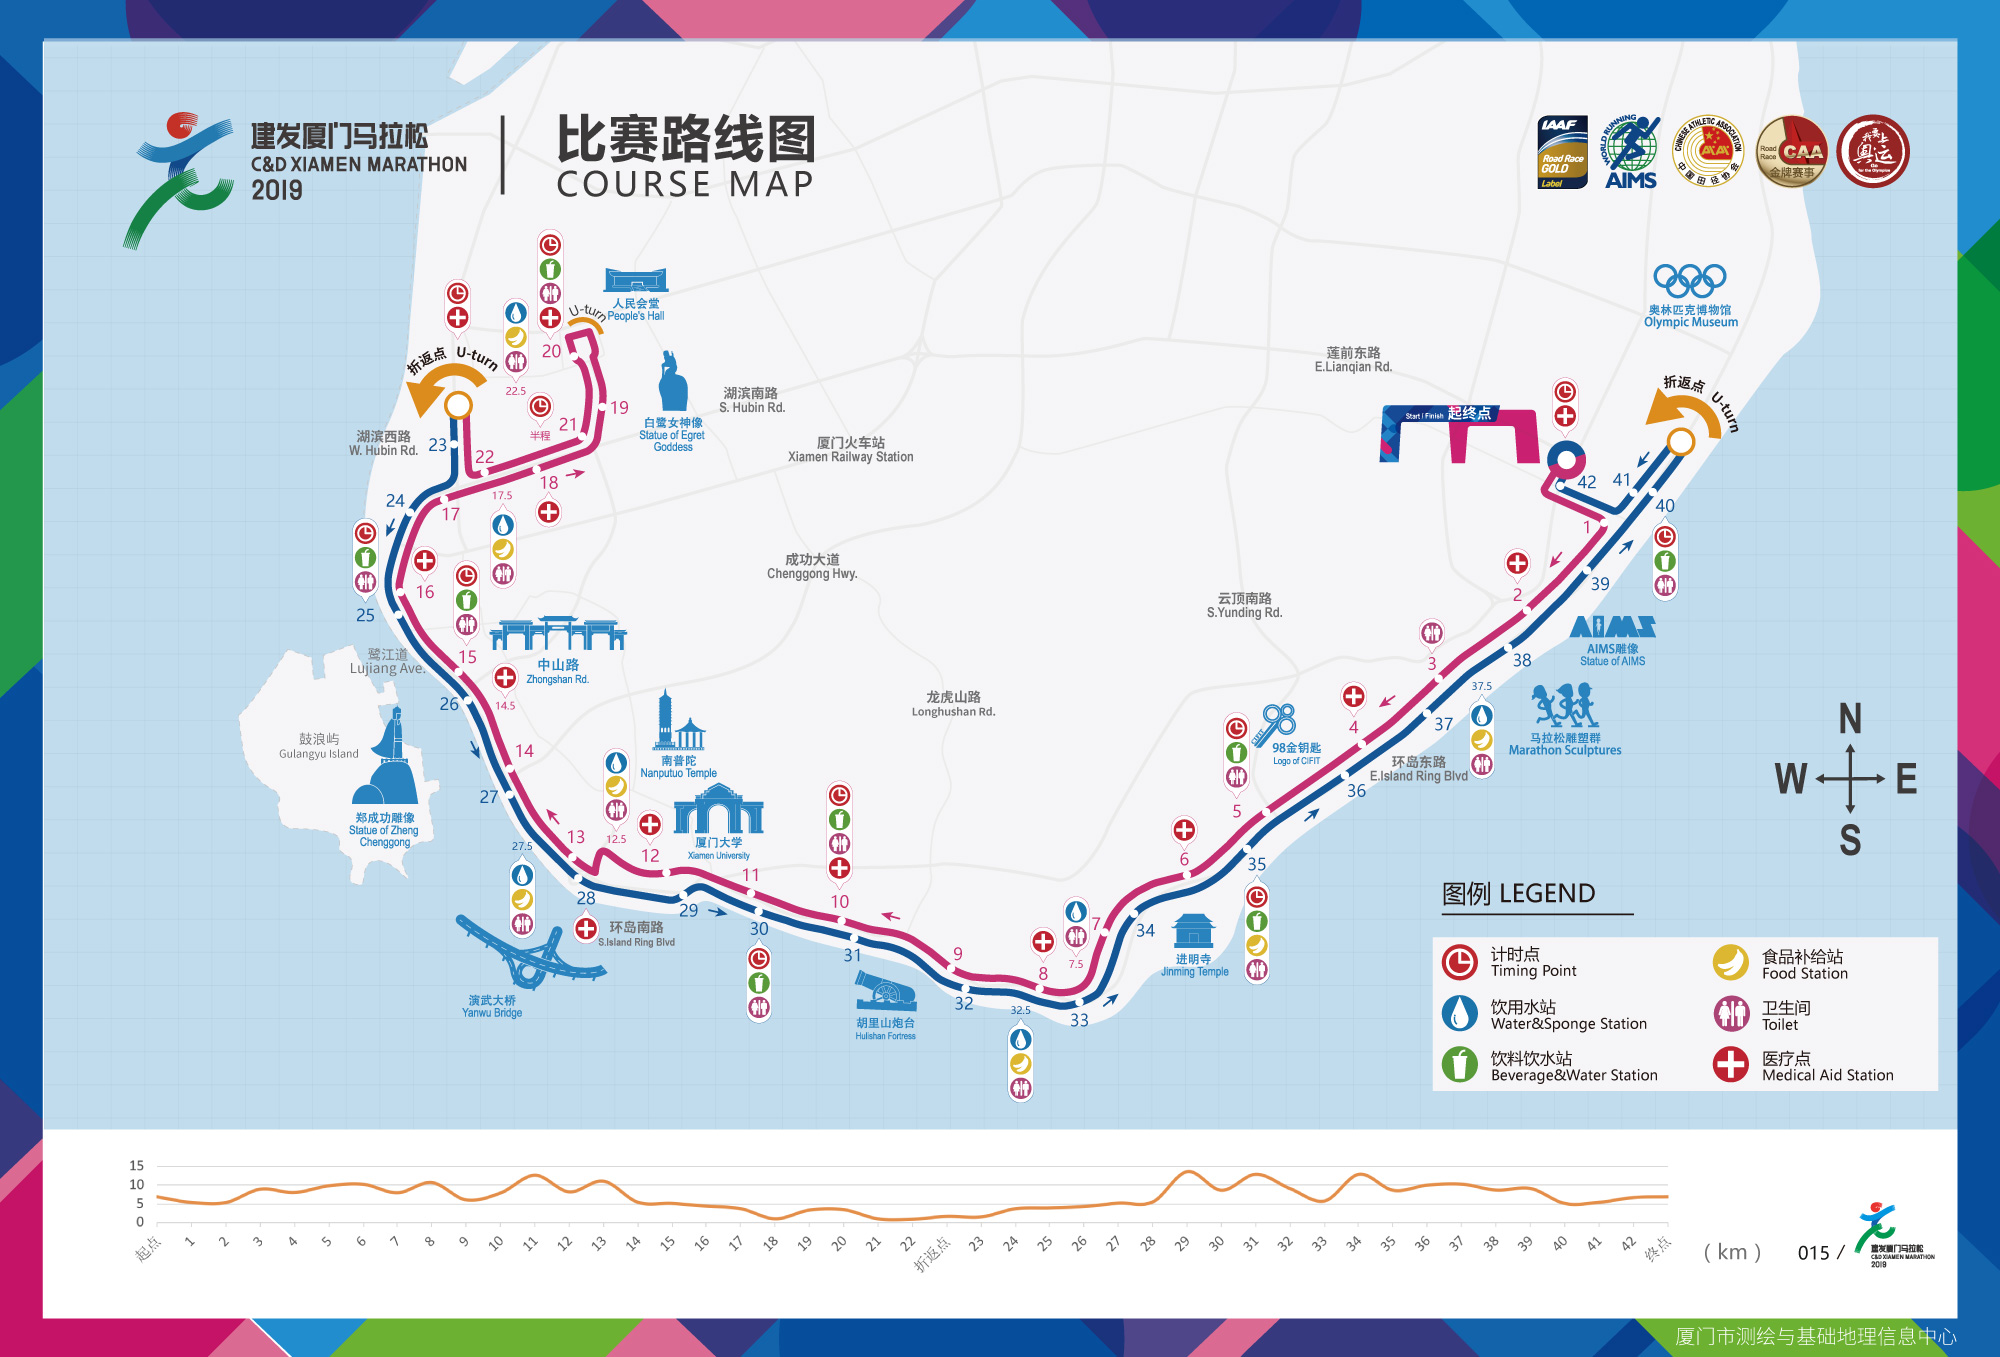 建发厦门马拉松
C&D XIAMEN MARATHON
2019
比赛路线图
COURSE MAP
IAAF
Road Race
GOLD
Label
WORLD RUNNING
AIMS
CHINESE ATHLETIC ASSOCIATION
中国田径协会
Road
Race
CAA
金牌赛事
我要上
奥运
人民会堂
People's Hall
U-turn
20
折返点 U-turn
22.5
半程
21
19
白鹭女神像
Statue of Egret
Goddess
湖滨南路
S. Hubin Rd.
厦门火车站
Xiamen Railway Station
莲前东路
E.Lianqian Rd.
奥林匹克博物馆
Olympic Museum
折返点 U-turn
Start / Finish 起终点
湖滨西路
W. Hubin Rd.
23
22
18
17.5
17
24
42
41
40
1
16
25
15
成功大道
Chenggong Hwy.
云顶南路
S.Yunding Rd.
2
39
AIMS
AIMS雕像
Statue of AIMS
38
3
鹭江道
Lujiang Ave.
中山路
Zhongshan Rd.
14.5
26
龙虎山路
Longhushan Rd.
37.5
37
4
马拉松雕塑群
Marathon Sculptures
98金钥匙
Logo of CIFIT
环岛东路
E.Island Ring Blvd
36
5
鼓浪屿
Gulangyu Island
14
南普陀
Nanputuo Temple
27
郑成功雕像
Statue of Zheng
Chenggong
27.5
13
12.5
12
厦门大学
Xiamen University
11
10
6
35
28
29
30
31
环岛南路
S.Island Ring Blvd
9
8
7.5
7
34
进明寺
Jinming Temple
32
32.5
33
演武大桥
Yanwu Bridge
胡里山炮台
Hulishan Fortress
N
W
E
S
图例 LEGEND
计时点
Timing Point
食品补给站
Food Station
饮用水站
Water&Sponge Station
卫生间
Toilet
饮料饮水站
Beverage&Water Station
医疗点
Medical Aid Station
15
10
5
0
起点 1 2 3 4 5 6 7 8 9 10 11 12 13 14 15 16 17 18 19 20 21 22 折返点 23 24 25 26 27 28 29 30 31 32 33 34 35 36 37 38 39 40 41 42 终点
( km )
015 /
建发厦门马拉松
C&D XIAMEN MARATHON
2019
厦门市测绘与基础地理信息中心